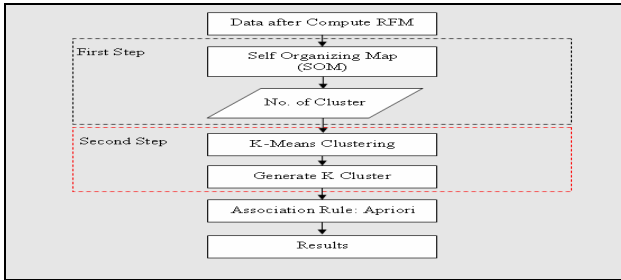 Data after Compute RFM
First Step
Self Organizing Map
(SOM)
No. of Cluster
Second Step
K-Means Clustering
Generate K Cluster
Association Rule: Apriori
Results